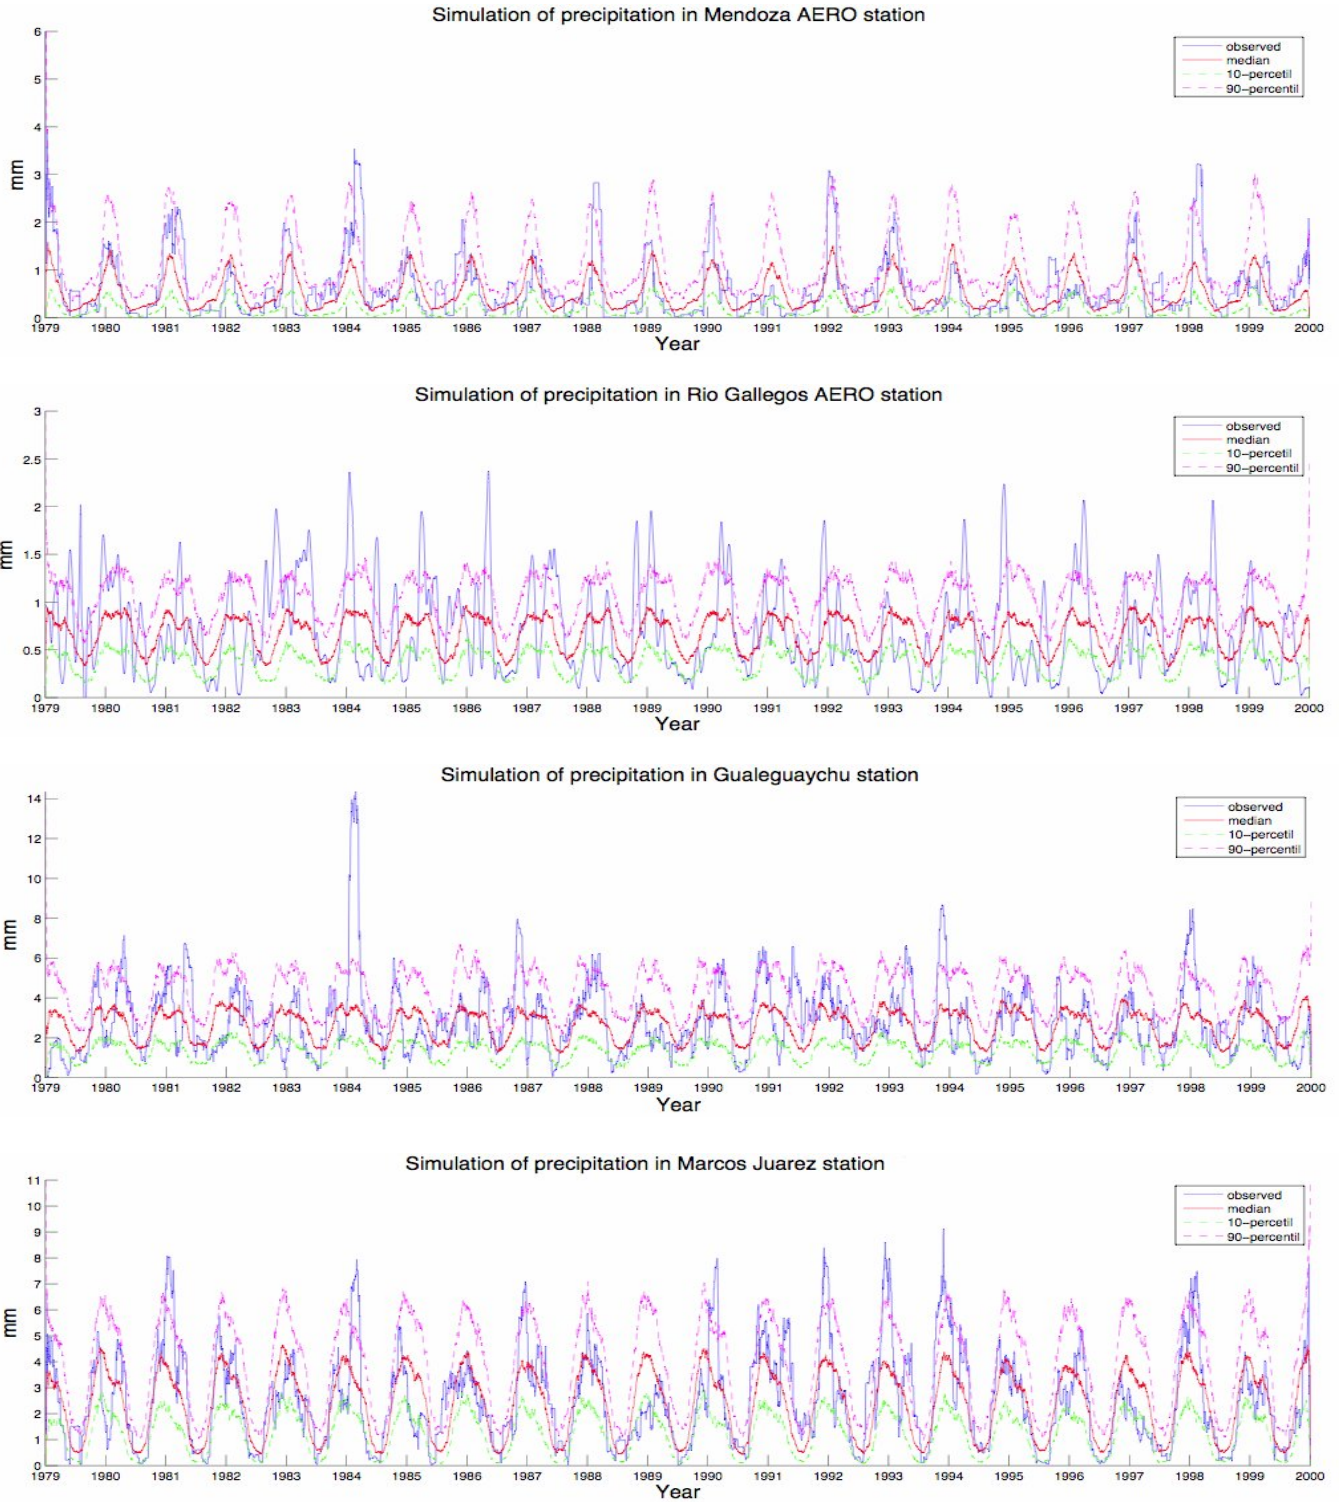 Simulation of precipitation in Mendoza AERO station
6
5
4
3
2
1
0
mm
observed
median
10-percetil
90-percentil
1979 1980 1981 1982 1983 1984 1985 1986 1987 1988 1989 1990 1991 1992 1993 1994 1995 1996 1997 1998 1999 2000
Year
Simulation of precipitation in Rio Gallegos AERO station
3
2.5
2
1.5
1
0.5
0
mm
observed
median
10-percetil
90-percentil
1979 1980 1981 1982 1983 1984 1985 1986 1987 1988 1989 1990 1991 1992 1993 1994 1995 1996 1997 1998 1999 2000
Year
Simulation of precipitation in Gualeguaychu station
14
12
10
8
6
4
2
0
mm
observed
median
10-percetil
90-percentil
1979 1980 1981 1982 1983 1984 1985 1986 1987 1988 1989 1990 1991 1992 1993 1994 1995 1996 1997 1998 1999 2000
Year
Simulation of precipitation in Marcos Juarez station
11
10
9
8
7
6
5
4
3
2
1
0
mm
observed
median
10-percetil
90-percentil
1979 1980 1981 1982 1983 1984 1985 1986 1987 1988 1989 1990 1991 1992 1993 1994 1995 1996 1997 1998 1999 2000
Year